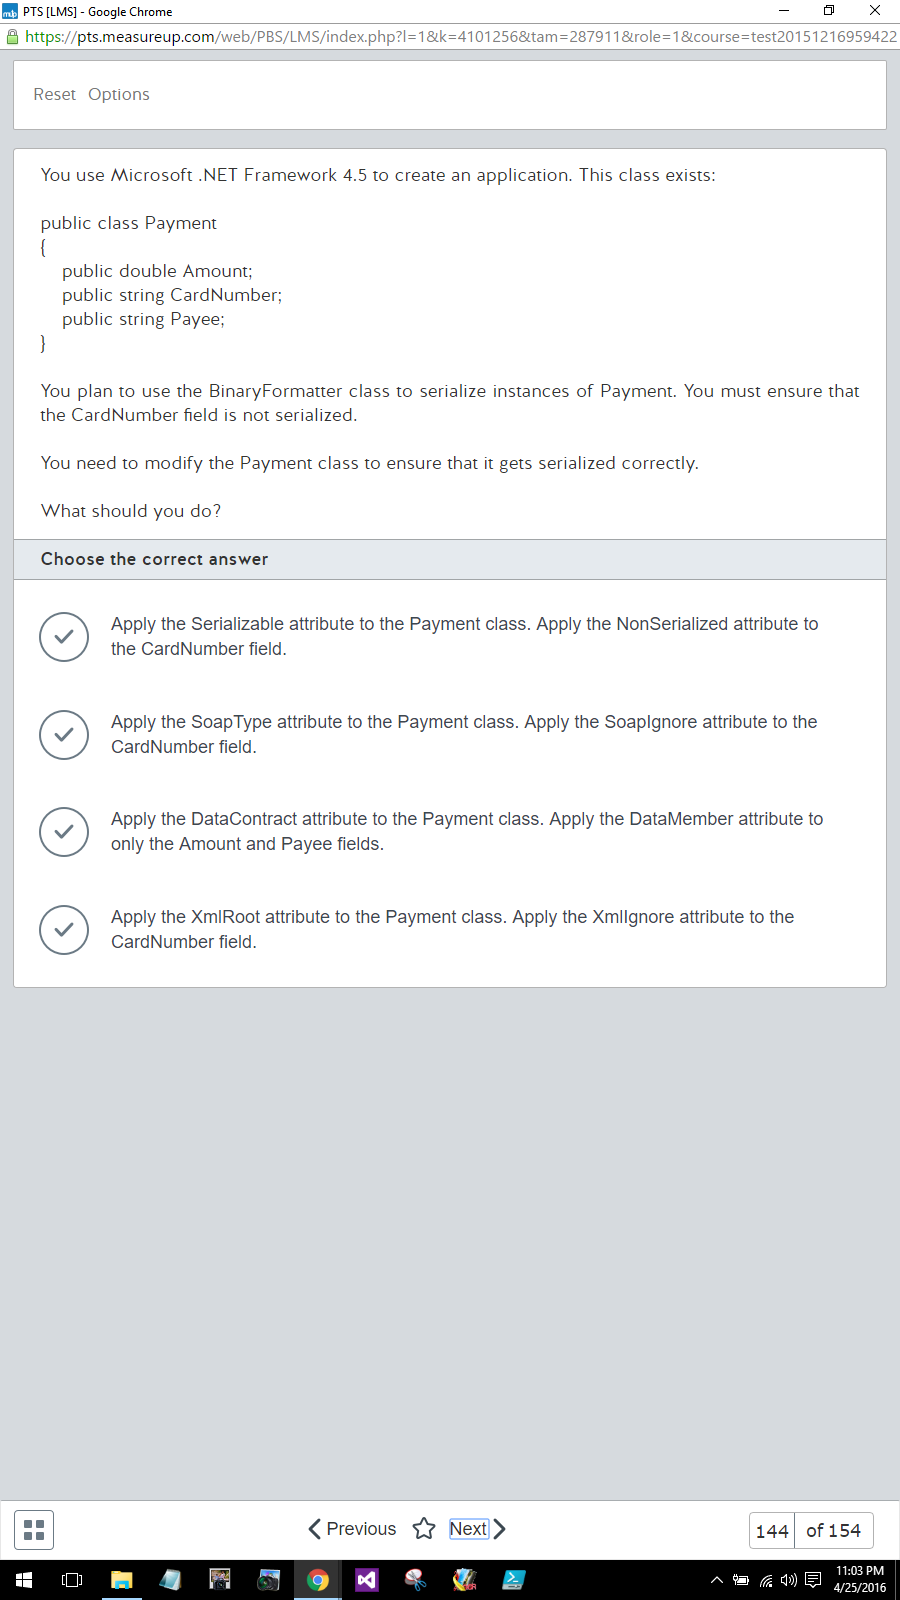 mup PTS [LMS] - Google Chrome
https://pts.measureup.com/web/PBS/LMS/index.php?l=1&k=4101256&tam=287911&role=1&course=test20151216959422
Reset Options
You use Microsoft .NET Framework 4.5 to create an application. This class exists:
public class Payment
{
public double Amount;
public string CardNumber;
public string Payee;
}
You plan to use the BinaryFormatter class to serialize instances of Payment. You must ensure that
the CardNumber field is not serialized.
You need to modify the Payment class to ensure that it gets serialized correctly.
What should you do?
Choose the correct answer
Apply the Serializable attribute to the Payment class. Apply the NonSerialized attribute to
the CardNumber field.
Apply the SoapType attribute to the Payment class. Apply the SoapIgnore attribute to the
CardNumber field.
Apply the DataContract attribute to the Payment class. Apply the DataMember attribute to
only the Amount and Payee fields.
Apply the XmlRoot attribute to the Payment class. Apply the XmlIgnore attribute to the
CardNumber field.
Previous Next 144 of 154
11:03 PM
4/25/2016